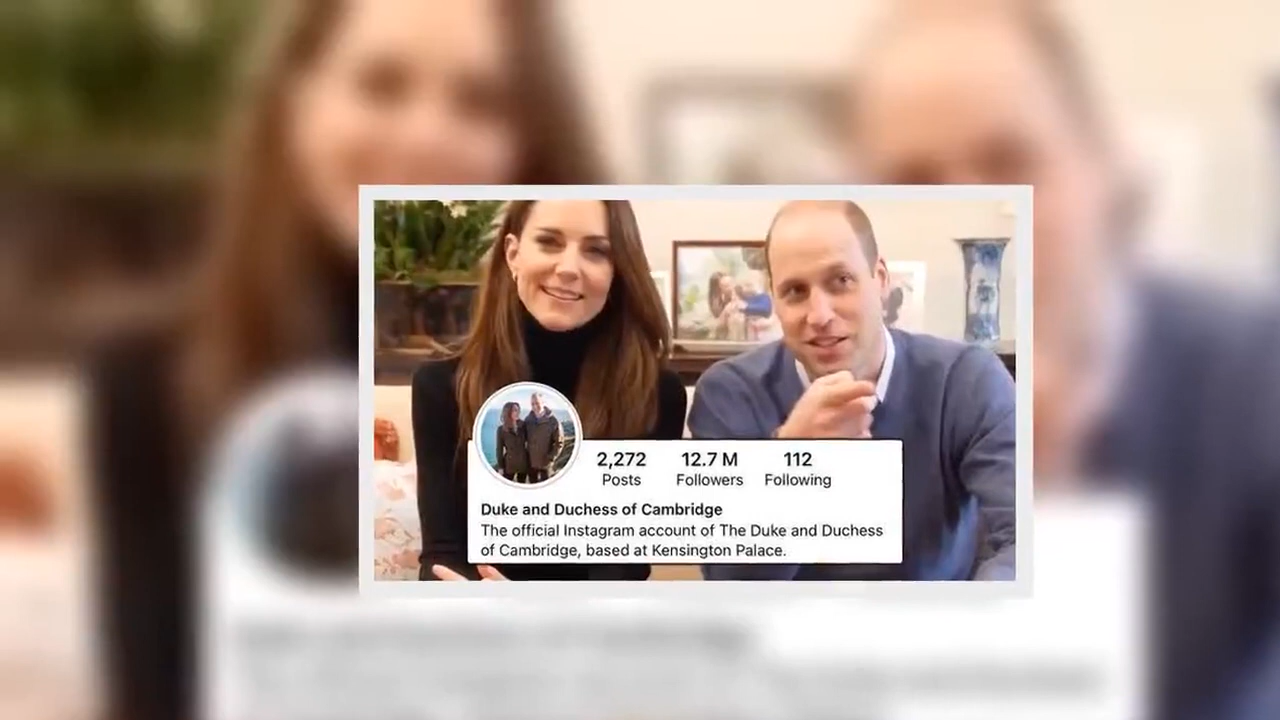 2,272 12.7 M 112
Posts Followers Following
Duke and Duchess of Cambridge
The official Instagram account of The Duke and Duchess
of Cambridge, based at Kensington Palace.